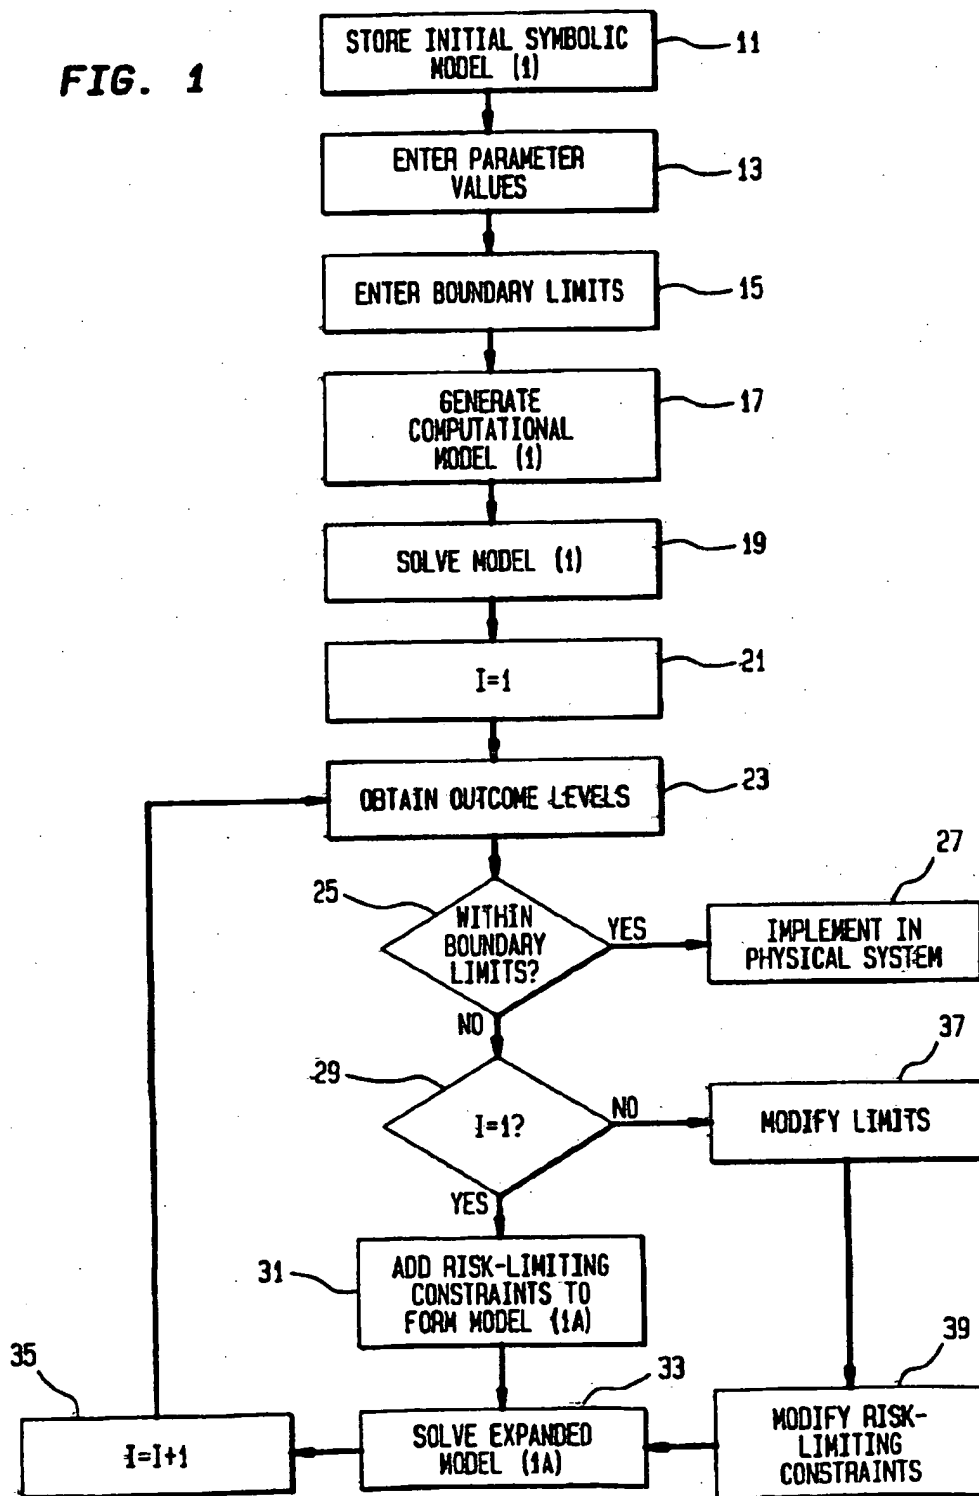 FIG. 1
STORE INITIAL SYMBOLIC
MODEL (1)
11
ENTER PARAMETER
VALUES
13
ENTER BOUNDARY LIMITS
15
GENERATE
COMPUTATIONAL
MODEL (1)
17
SOLVE MODEL (1)
19
I=1
21
OBTAIN OUTCOME LEVELS
23
25
WITHIN
BOUNDARY
LIMITS?
YES
27
IMPLEMENT IN
PHYSICAL SYSTEM
NO
29
I=1?
NO
37
MODIFY LIMITS
YES
31
ADD RISK-LIMITING
CONSTRAINTS TO
FORM MODEL (1A)
35
I=I+1
33
SOLVE EXPANDED
MODEL (1A)
39
MODIFY RISK-
LIMITING
CONSTRAINTS